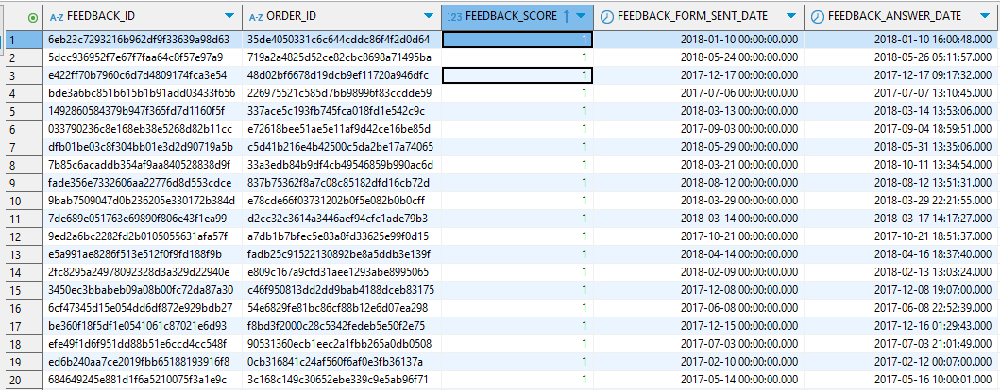 A-Z FEEDBACK_ID A-Z ORDER_ID 123 FEEDBACK_SCORE FEEDBACK_FORM_SENT_DATE FEEDBACK_ANSWER_DATE
1 6eb23c7293216b962df9f33639a98d63 35de4050331c6c644cddc86f4f2d0d64 1 2018-01-10 00:00:00.000 2018-01-10 16:00:48.000
2 5dcc936952f7e67f7faa64c8f57e97a9 719a2a4825d52ce82cbc8698a71495ba 1 2018-05-24 00:00:00.000 2018-05-26 05:11:57.000
3 e422ff70b7960c6d7d4809174fca3e54 48d02bf6678d19dcb9ef11720a946dfc 1 2017-12-17 00:00:00.000 2017-12-17 09:17:32.000
4 bde3a6bc851b615b1b91add03433f656 226975521c585d7bb98996f83ccdde59 1 2017-07-06 00:00:00.000 2017-07-07 13:10:45.000
5 1492860584379b947f365fd7d1160f5f 337ace5c193fb745fca018fd1e542c9c 1 2018-03-13 00:00:00.000 2018-03-14 13:53:06.000
6 033790236c8e168eb38e5268d82b11cc e72618bee51ae5e11af9d42ce16be85d 1 2017-09-03 00:00:00.000 2017-09-04 18:59:51.000
7 dfb01be03c8f304bb01e3d2d90719a5b c5d41b216e4b42500c5da2be17a74065 1 2018-05-29 00:00:00.000 2018-05-31 13:35:06.000
8 7b85c6acaddb354af9aa840528838d9f 33a3edb84b9df4cb49546859b990ac6d 1 2018-03-21 00:00:00.000 2018-10-11 13:34:54.000
9 fade356e7332606aa22776d8d553cdce 837b75362f8a7c08c85182dfd16cb72d 1 2018-08-12 00:00:00.000 2018-08-12 13:51:31.000
10 9bab7509047d0b236205e330172b384d e78cde66f03731202b0f5e082b0b0cff 1 2018-03-29 00:00:00.000 2018-03-29 22:21:55.000
11 7de689e051763e69890f806e43f1ea99 d2cc32c3614a3446aef94cfc1ade79b3 1 2018-03-14 00:00:00.000 2018-03-17 14:17:27.000
12 9ed2a6bc2282fd2b0105055631afa57f a7db1b7bfec5e83a8fd33625e99f0d15 1 2017-10-21 00:00:00.000 2017-10-21 18:51:37.000
13 e5a991ae8286f513e512f0f9fd188f9b fadb25c91522130892be8a5ddb3e139f 1 2018-04-14 00:00:00.000 2018-04-16 18:37:40.000
14 2fc8295a24978092328d3a329d22940e e809c167a9cfd31aee1293abe8995065 1 2018-02-09 00:00:00.000 2018-02-13 13:03:24.000
15 3450ec3bbabeb09a08b00fc72da87a30 c46f950813dd2dd9bab4188dceb83175 1 2017-12-08 00:00:00.000 2017-12-08 19:07:00.000
16 6cf47345d15e054dd6df872e929bdb27 54e6829fe81bc86cf88b12e6d07ea298 1 2017-06-08 00:00:00.000 2017-06-08 22:52:39.000
17 be360f18f5df1e0541061c87021e6d93 f8bd3f2000c28c5342fedeb5e50f2e75 1 2017-12-15 00:00:00.000 2017-12-16 01:29:43.000
18 efe49f1d6f951dd88b51e6ccd4cc548f 90531360ecb1eec2a1fbb265a0db0508 1 2017-07-03 00:00:00.000 2017-07-03 21:01:49.000
19 ed6b240aa7ce2019fbb65188193916f8 0cb316841c24af560f6af0e3fb36137a 1 2017-02-10 00:00:00.000 2017-02-12 00:07:00.000
20 684649245e881d1f6a5210075f3a1e9c 3c168c149c30652ebe339c9e5ab96f71 1 2017-05-14 00:00:00.000 2017-05-16 10:00:01.000